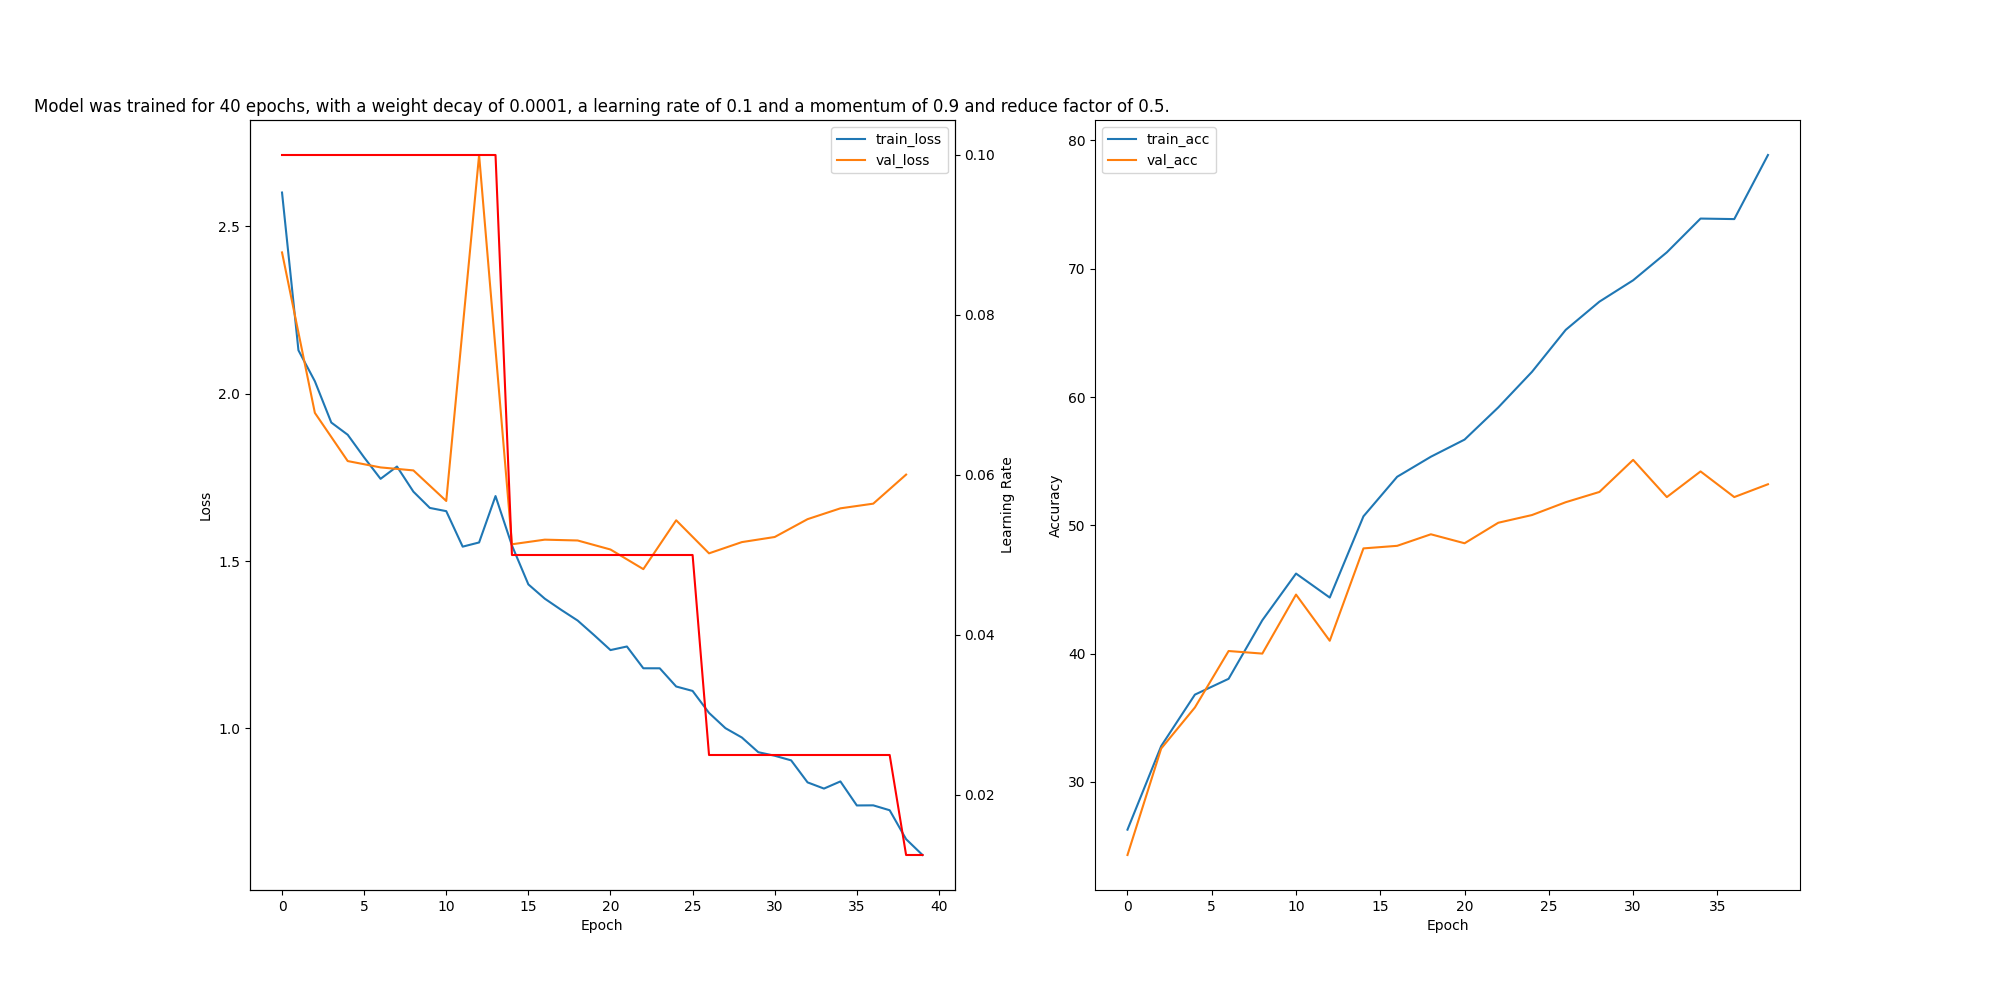 Model was trained for 40 epochs, with a weight decay of 0.0001, a learning rate of 0.1 and a momentum of 0.9 and reduce factor of 0.5.
train_loss
val_loss
2.5
2.0
1.5
1.0
Loss
0.10
0.08
0.06
0.04
0.02
Learning Rate
0 5 10 15 20 25 30 35 40
Epoch
train_acc
val_acc
80
70
60
50
40
30
Accuracy
0 5 10 15 20 25 30 35
Epoch